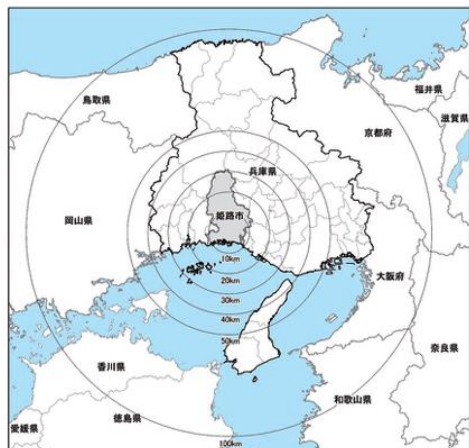 福井県
鳥取県
滋賀県
京都府
兵庫県
岡山県
姫路市
10km
大阪府
20km
30km
40km
50km
奈良県
香川県
和歌山県
徳島県
愛媛県
100km